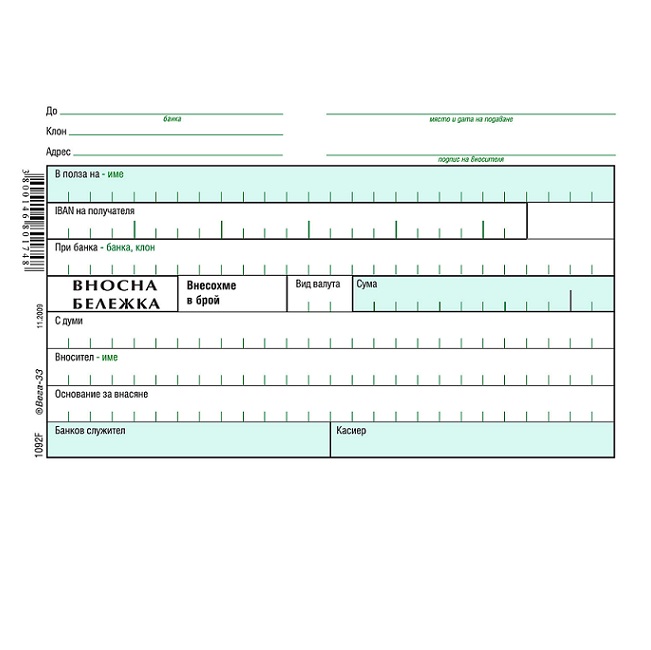 До
банка
място и дата на подаване
Клон
Адрес
подпис на вносителя
В полза на - име
IBAN на получателя
При банка - банка, клон
ВНОСНА
БЕЛЕЖКА
Внесохме
в брой
Вид валута
Сума
С думи
Вносител - име
Основание за внасяне
Банков служител
Касиер
3800146801748
11.2009
®Вега-33
1092F